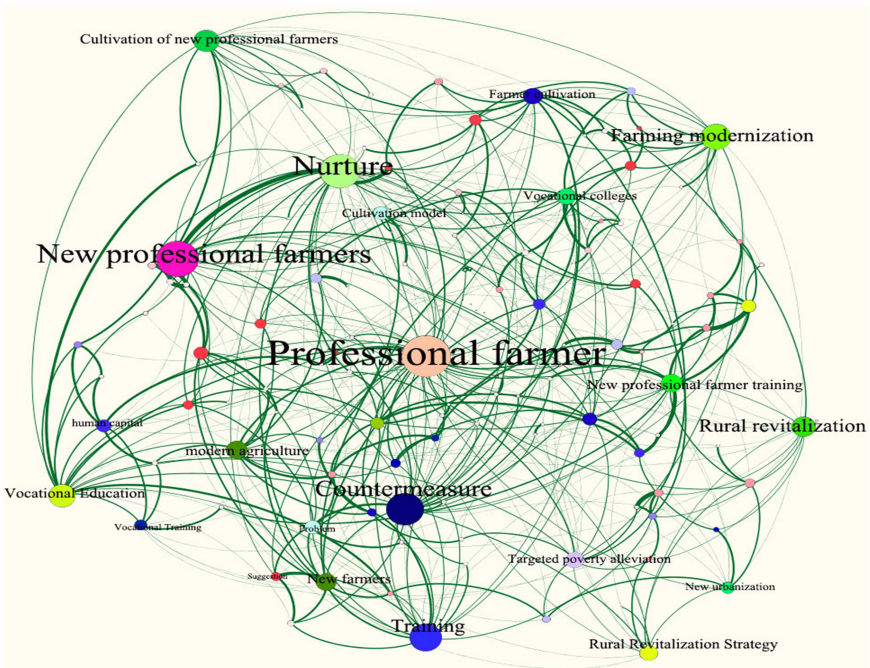 Cultivation of new professional farmers
Farmer cultivation
Farming modernization
Nurture
Vocational colleges
Cultivation model
New professional farmers
Professional farmer
New professional farmer training
human capital
Rural revitalization
modern agriculture
Vocational Education
Countermeasure
Vocational Training
Problem
Targeted poverty alleviation
Suggestion
New farmers
New urbanization
Training
Rural Revitalization Strategy